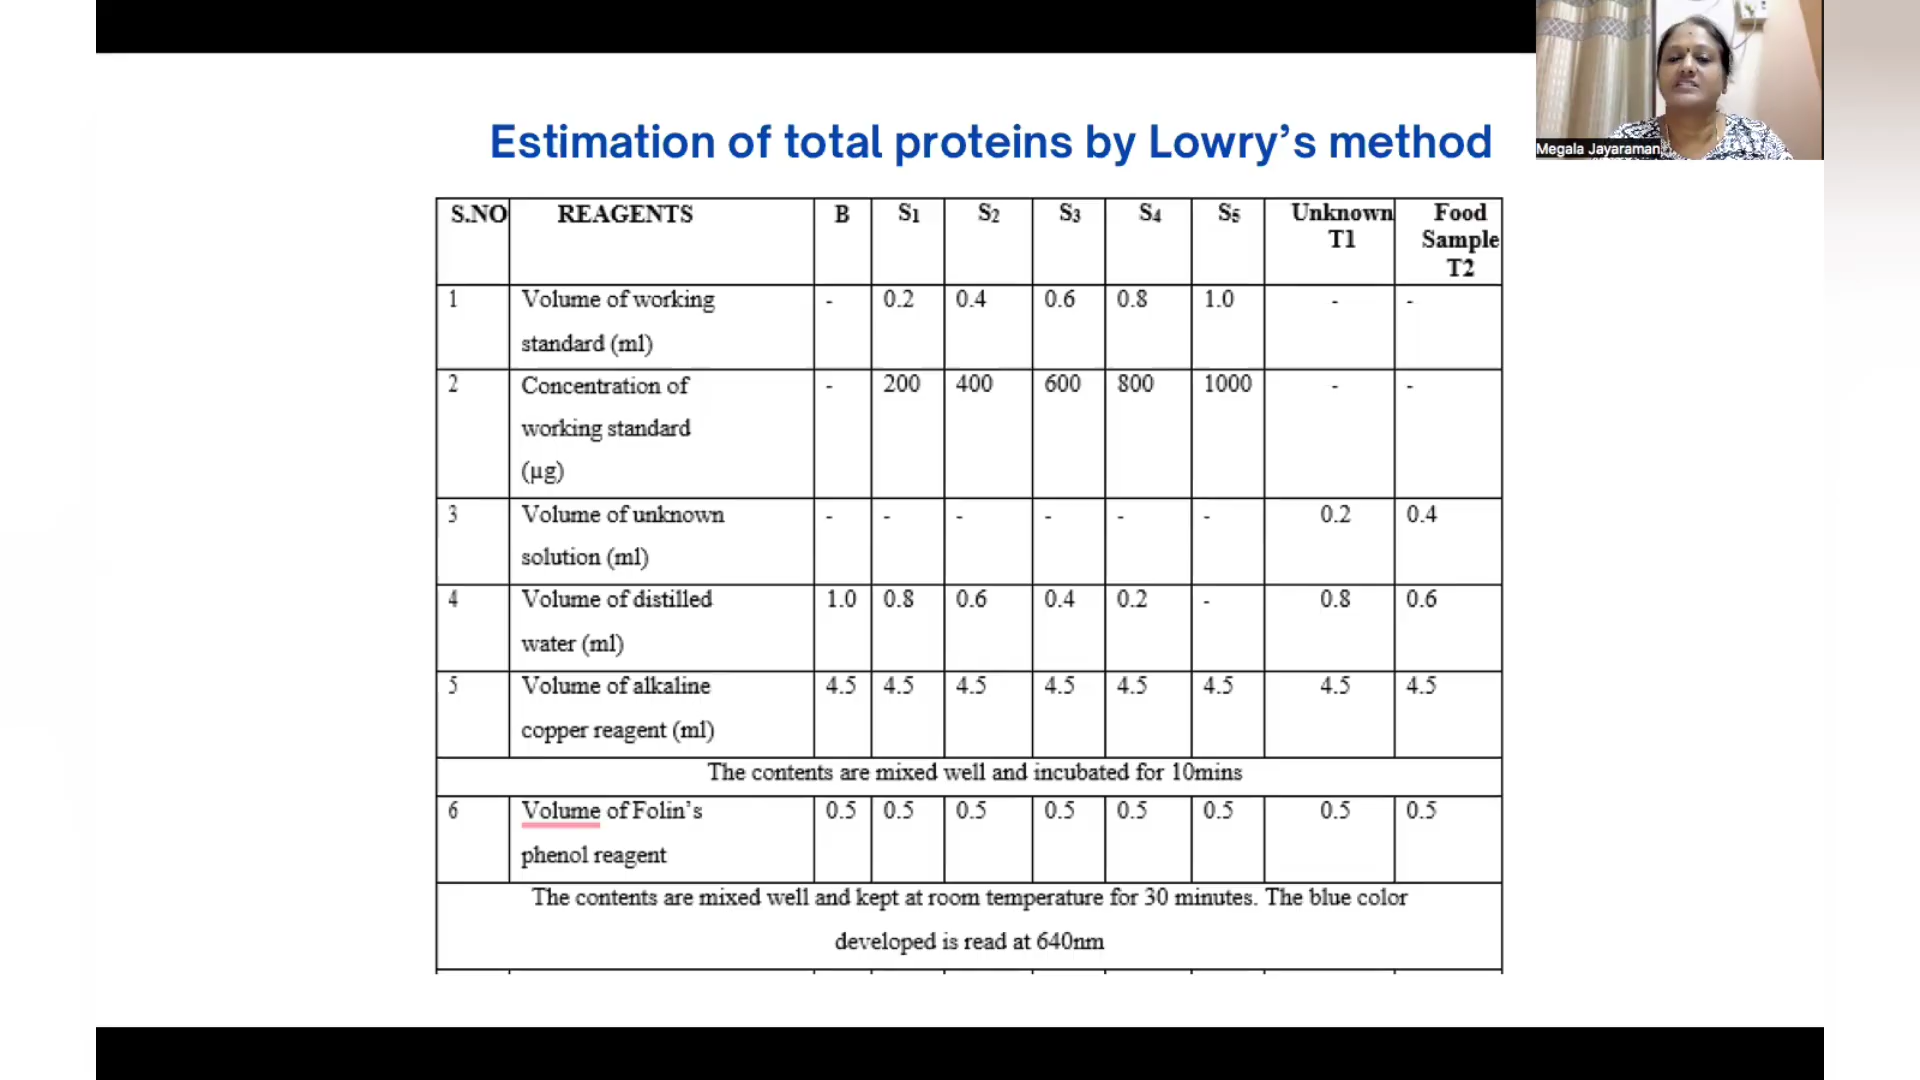 Megala Jayaraman
Estimation of total proteins by Lowry's method
S.NO REAGENTS B S1 S2 S3 S4 S5 Unknown T1 Food Sample T2
1 Volume of working standard (ml) - 0.2 0.4 0.6 0.8 1.0 - -
2 Concentration of working standard (µg) - 200 400 600 800 1000 - -
3 Volume of unknown solution (ml) - - - - - - 0.2 0.4
4 Volume of distilled water (ml) 1.0 0.8 0.6 0.4 0.2 - 0.8 0.6
5 Volume of alkaline copper reagent (ml) 4.5 4.5 4.5 4.5 4.5 4.5 4.5 4.5
The contents are mixed well and incubated for 10mins
6 Volume of Folin's phenol reagent 0.5 0.5 0.5 0.5 0.5 0.5 0.5 0.5
The contents are mixed well and kept at room temperature for 30 minutes. The blue color
developed is read at 640nm